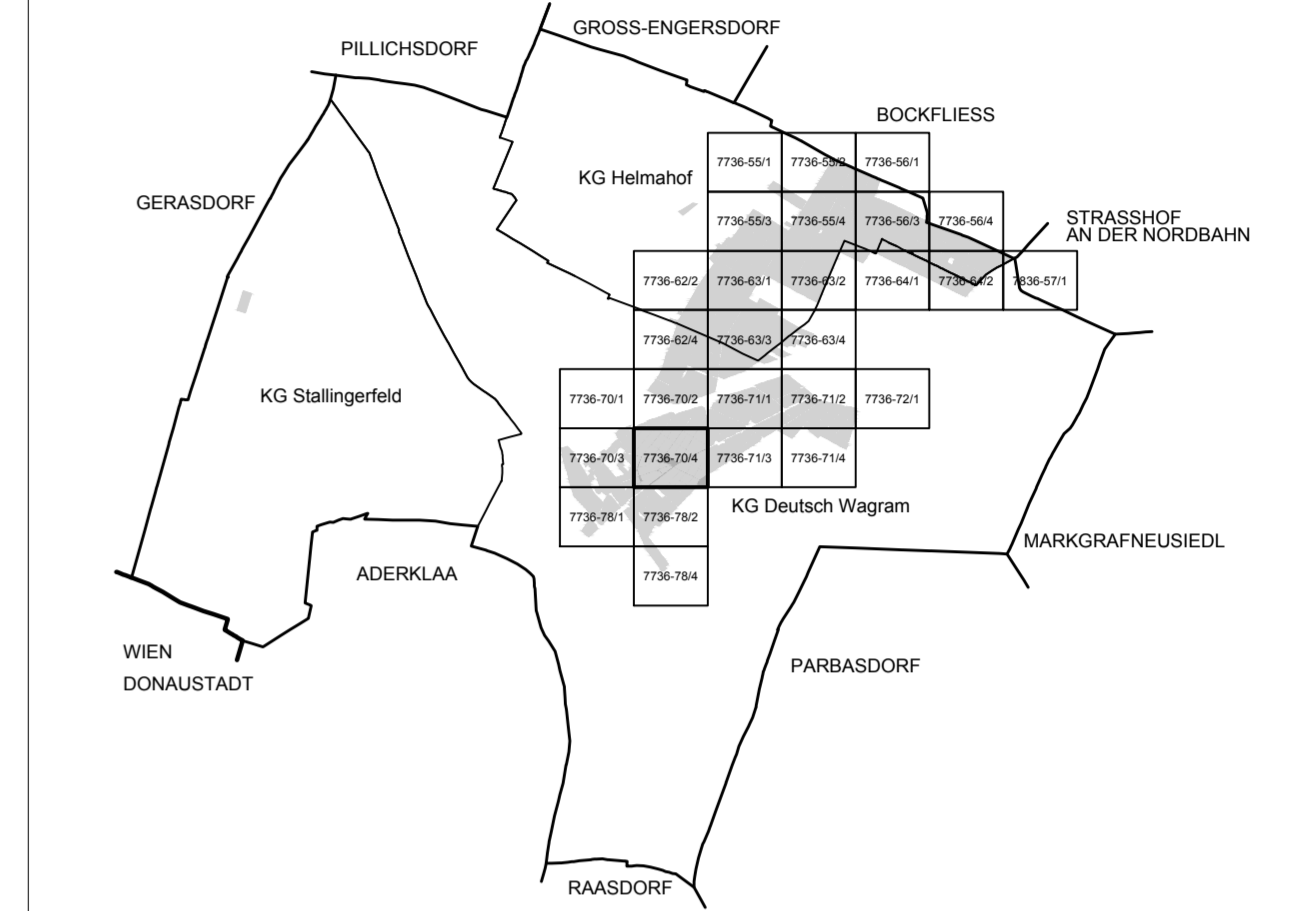 GROSS-ENGERSDORF
PILLICHSDORF
BOCKFLIESS
7736-55/1 7736-55/2 7736-56/1
KG Helmahof
GERASDORF
7736-55/3 7736-55/4 7736-56/3 7736-56/4
STRASSHOF
AN DER NORDBAHN
7736-62/2 7736-63/1 7736-63/2 7736-64/1 7736-64/2 7836-57/1
7736-62/4 7736-63/3 7736-63/4
KG Stallingerfeld
7736-70/1 7736-70/2 7736-71/1 7736-71/2 7736-72/1
7736-70/3 7736-70/4 7736-71/3 7736-71/4
KG Deutsch Wagram
7736-78/1 7736-78/2
MARKGRAFNEUSIEDL
ADERKLAA
7736-78/4
WIEN
DONAUSTADT
PARBASDORF
RAASDORF